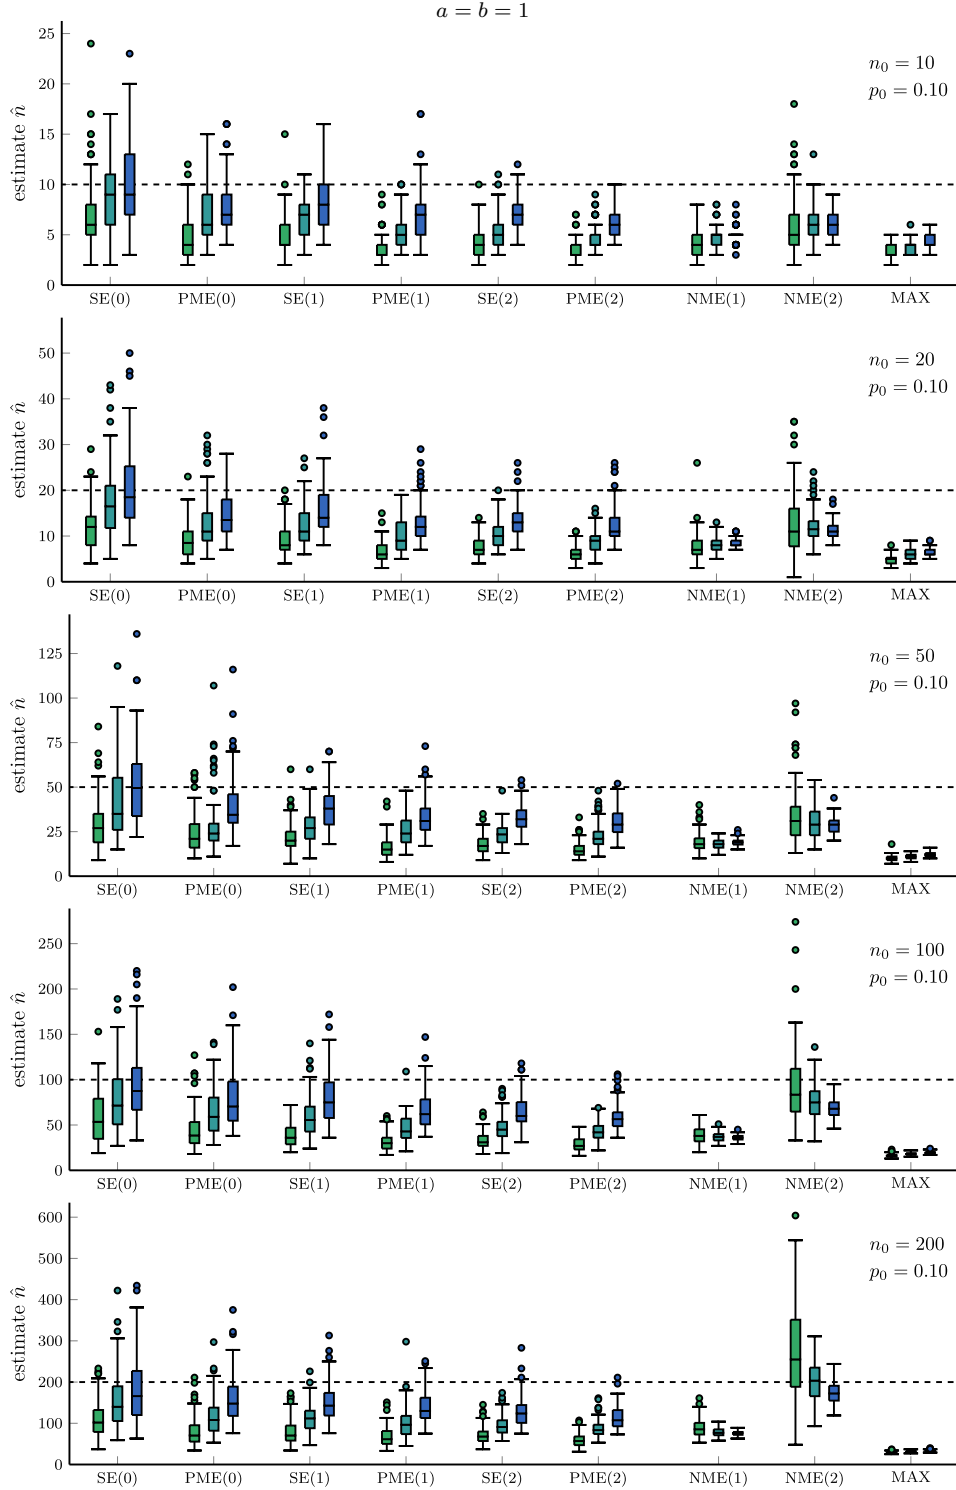 a = b = 1
25
20
15
10
5
0
estimate n̂
n₀ = 10
p₀ = 0.10
SE(0) PME(0) SE(1) PME(1) SE(2) PME(2) NME(1) NME(2) MAX
50
40
30
20
10
0
estimate n̂
n₀ = 20
p₀ = 0.10
SE(0) PME(0) SE(1) PME(1) SE(2) PME(2) NME(1) NME(2) MAX
125
100
75
50
25
0
estimate n̂
n₀ = 50
p₀ = 0.10
SE(0) PME(0) SE(1) PME(1) SE(2) PME(2) NME(1) NME(2) MAX
250
200
150
100
50
0
estimate n̂
n₀ = 100
p₀ = 0.10
SE(0) PME(0) SE(1) PME(1) SE(2) PME(2) NME(1) NME(2) MAX
600
500
400
300
200
100
0
estimate n̂
n₀ = 200
p₀ = 0.10
SE(0) PME(0) SE(1) PME(1) SE(2) PME(2) NME(1) NME(2) MAX